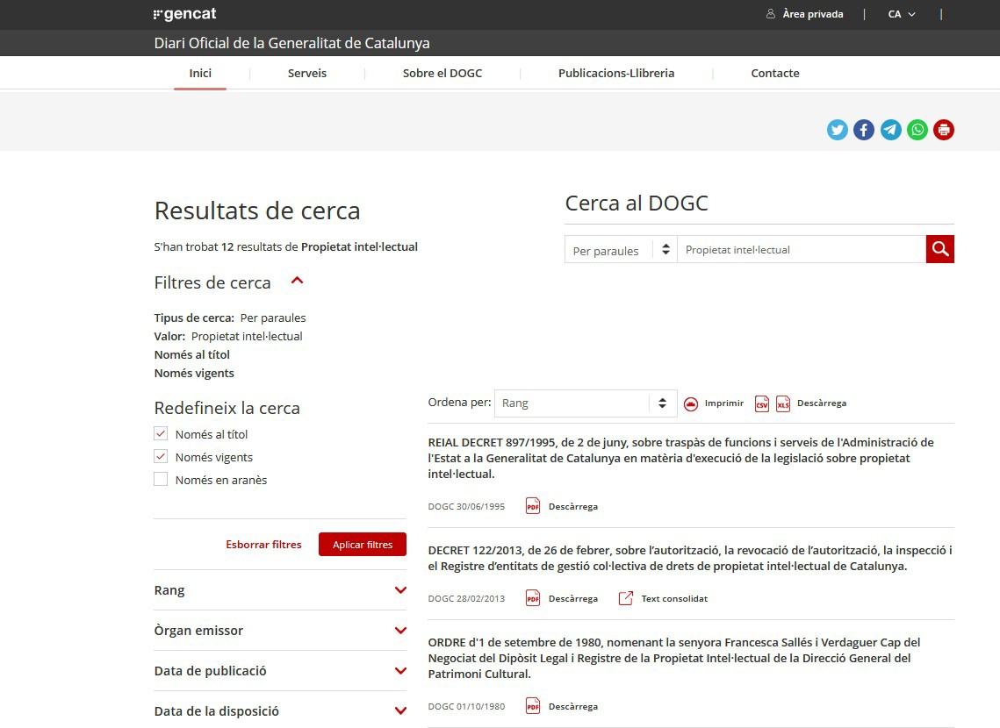 gencat
Àrea privada
CA
Diari Oficial de la Generalitat de Catalunya
Inici
Serveis
Sobre el DOGC
Publicacions-Llibreria
Contacte
Resultats de cerca
Cerca al DOGC
S'han trobat 12 resultats de Propietat intel·lectual
Per paraules
Propietat intel·lectual
Filtres de cerca
Tipus de cerca: Per paraules
Valor: Propietat intel·lectual
Només al títol
Només vigents
Redefineix la cerca
Només al títol
Només vigents
Només en aranès
Esborrar filtres
Aplicar filtres
Rang
Òrgan emissor
Data de publicació
Data de la disposició
Ordena per:
Rang
Imprimir
CSV
XLS
Descàrrega
REIAL DECRET 897/1995, de 2 de juny, sobre traspàs de funcions i serveis de l'Administració de
l'Estat a la Generalitat de Catalunya en matèria d'execució de la legislació sobre propietat
intel·lectual.
DOGC 30/06/1995
PDF
Descàrrega
DECRET 122/2013, de 26 de febrer, sobre l’autorització, la revocació de l’autorització, la inspecció i
el Registre d’entitats de gestió col·lectiva de drets de propietat intel·lectual de Catalunya.
DOGC 28/02/2013
PDF
Descàrrega
Text consolidat
ORDRE d'1 de setembre de 1980, nomenant la senyora Francesca Sallés i Verdaguer Cap del
Negociat del Dipòsit Legal i Registre de la Propietat Intel·lectual de la Direcció General del
Patrimoni Cultural.
DOGC 01/10/1980
PDF
Descàrrega